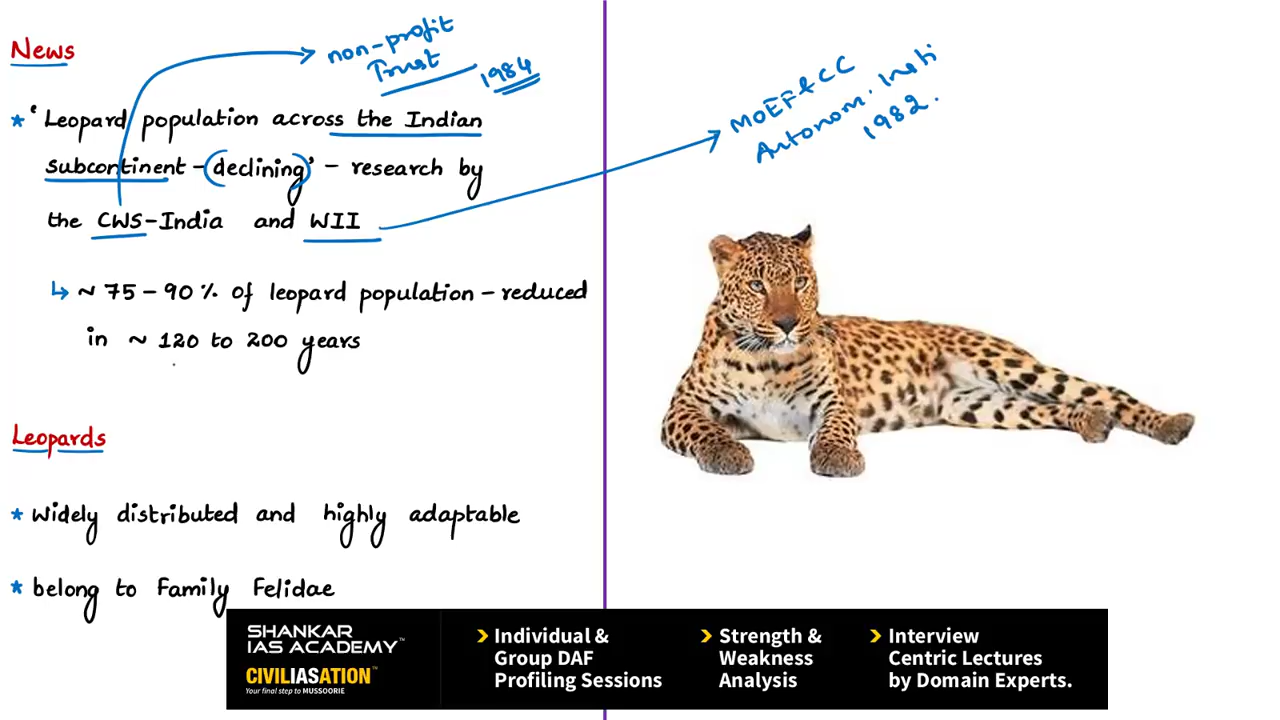 News
non-profit
Trust
1984
* 'Leopard population across the Indian
subcontinent - (declining)' - research by
the CWS-India and WII
↳ ~ 75 - 90 % of leopard population - reduced
in ~ 120 to 200 years
Leopards
* Widely distributed and highly adaptable
* belong to Family Felidae
MOEF&CC
Autonom. Insti
1982.
SHANKAR
IAS ACADEMY™
CIVILIASATION™
Your final step to MUSSOORIE
> Individual &
Group DAF
Profiling Sessions
> Strength &
Weakness
Analysis
> Interview
Centric Lectures
by Domain Experts.